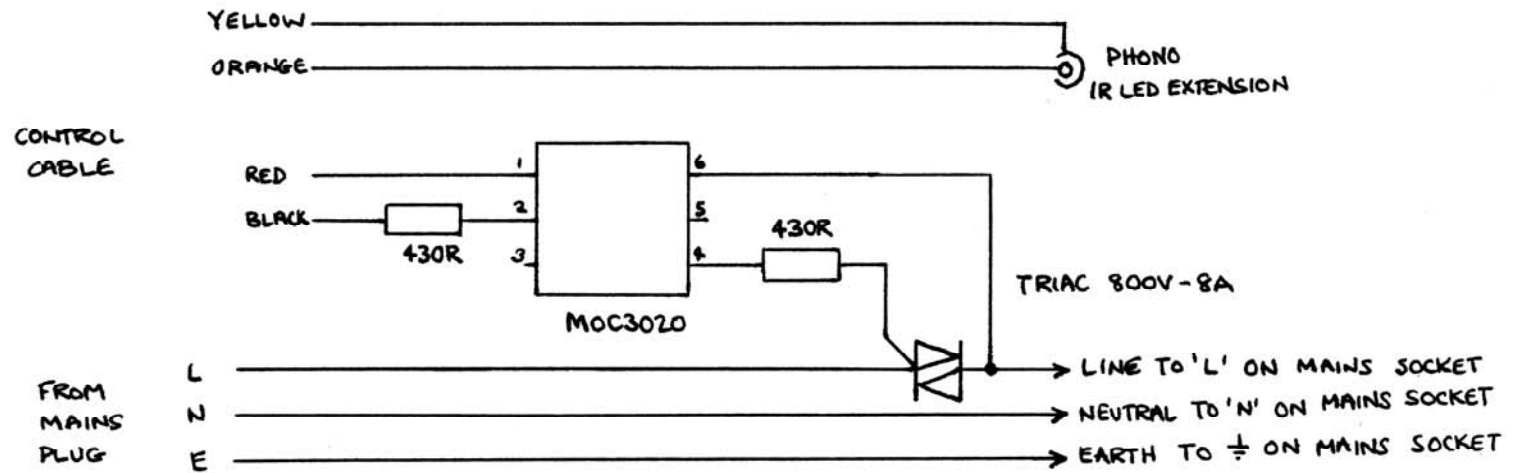 YELLOW
ORANGE
PHONO
IR LED EXTENSION
CONTROL
CABLE
RED
BLACK
430R
1
2
3
6
5
4
MOC3020
430R
TRIAC 800V-8A
FROM
MAINS
PLUG
L
N
E
LINE TO 'L' ON MAINS SOCKET
NEUTRAL TO 'N' ON MAINS SOCKET
EARTH TO ⏚ ON MAINS SOCKET